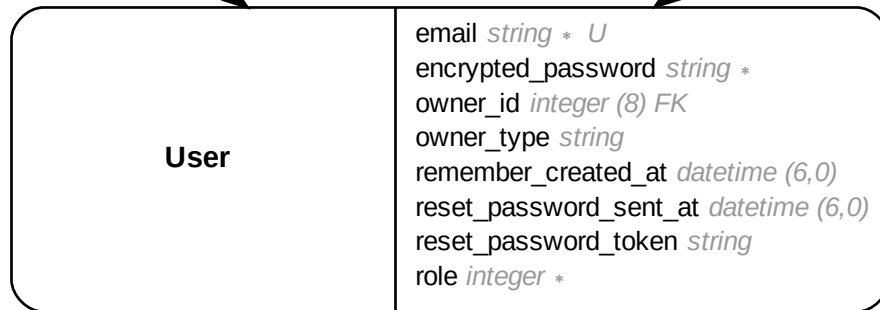 User
email string * U
encrypted_password string *
owner_id integer (8) FK
owner_type string
remember_created_at datetime (6,0)
reset_password_sent_at datetime (6,0)
reset_password_token string
role integer *